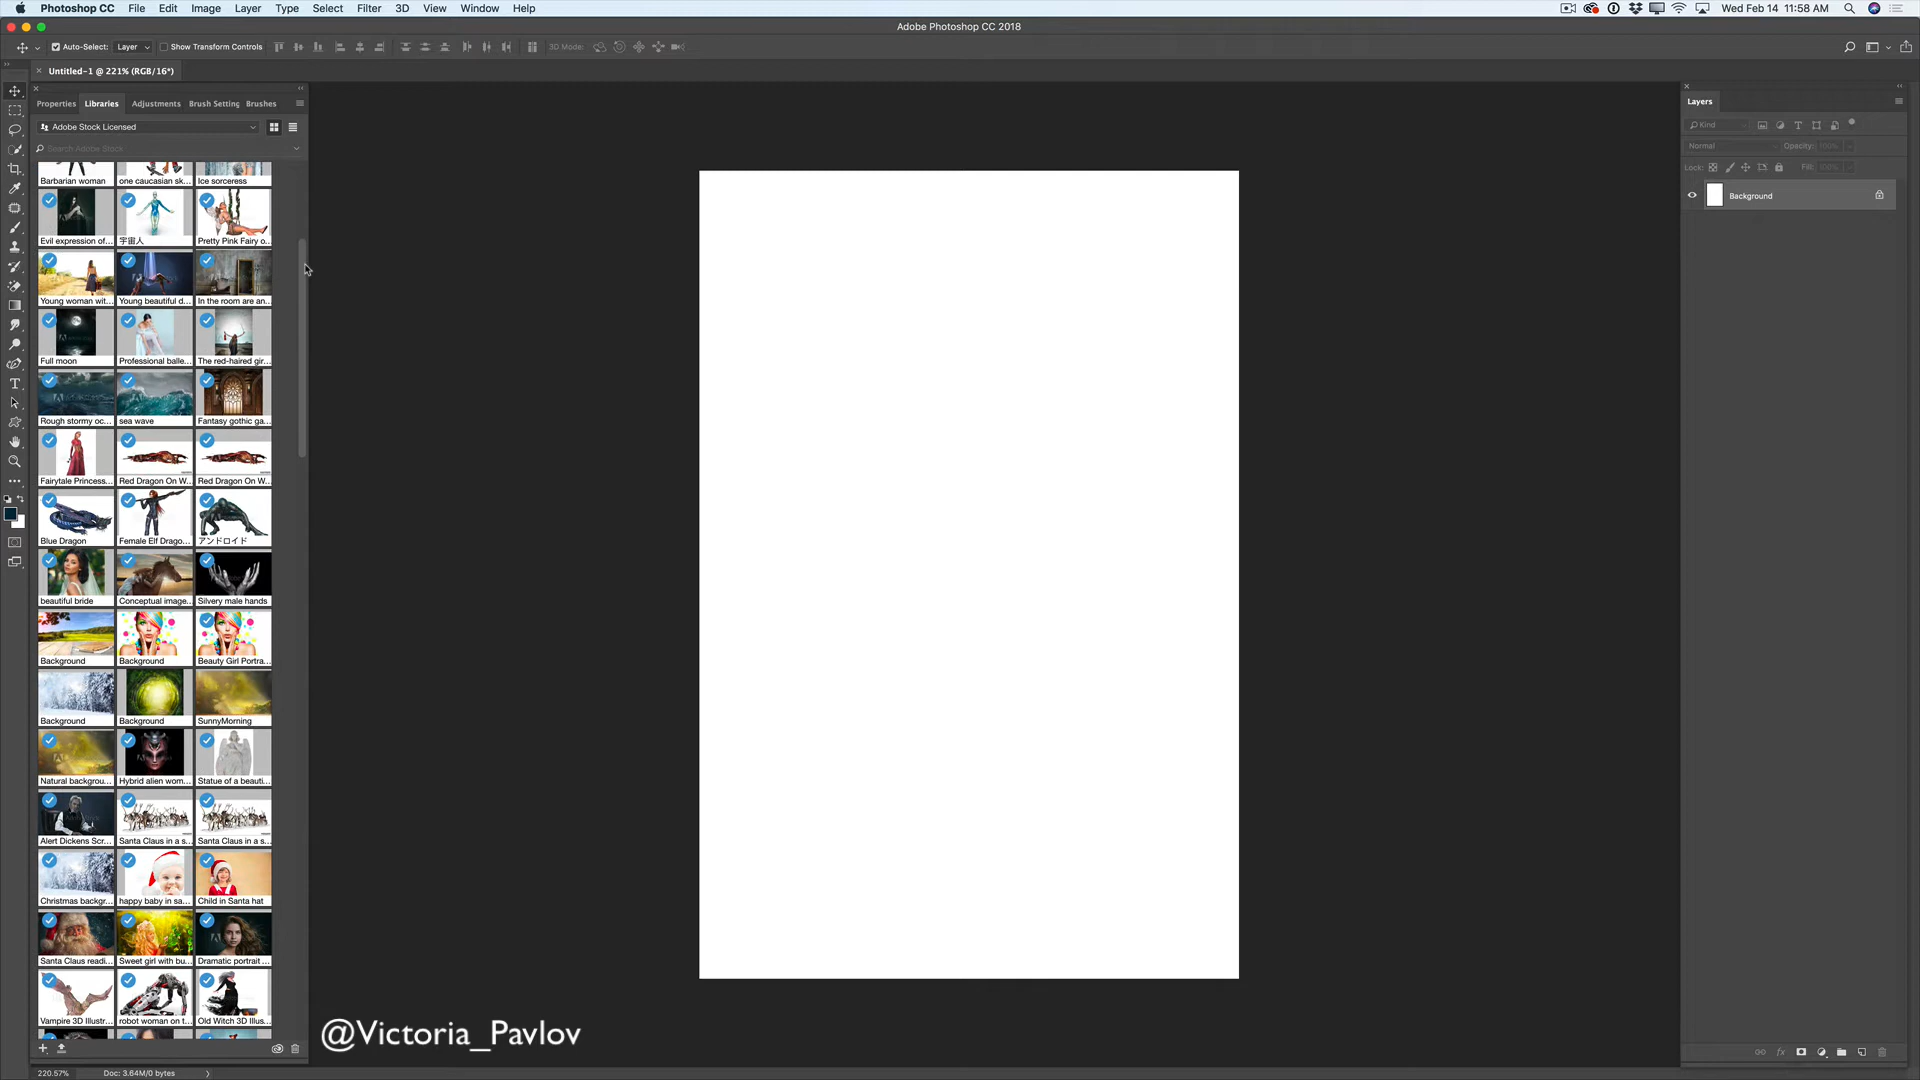 Photoshop CC File Edit Image Layer Type Select Filter 3D View Window Help
Wed Feb 14 11:58 AM
Adobe Photoshop CC 2018
Auto-Select: Layer Show Transform Controls 3D Mode:
Untitled-1 @ 221% (RGB/16*)
Properties Libraries Adjustments Brush Setting Brushes
Adobe Stock Licensed
Search Adobe Stock
Barbarian woman one caucasian sk... Ice sorceress
Evil expression of... 宇宙人 Pretty Pink Fairy o...
Young woman wit... Young beautiful d... In the room are an...
Full moon Professional balle... The red-haired gir...
Rough stormy oc... sea wave Fantasy gothic ga...
Fairytale Princess... Red Dragon On W... Red Dragon On W...
Blue Dragon Female Elf Drago... アンドロイド
beautiful bride Conceptual image... Silvery male hands
Background Background Beauty Girl Portra...
Background Background SunnyMorning
Natural backgrou... Hybrid alien wom... Statue of a beauti...
Alert Dickens Scr... Santa Claus in a s... Santa Claus in a s...
Christmas backgr... happy baby in sa... Child in Santa hat
Santa Claus readi... Sweet girl with bu... Dramatic portrait ...
Vampire 3D Illustr... robot woman on t... Old Witch 3D Illus...
220.57% Doc: 3.64M/0 bytes
@Victoria_Pavlov
Layers
Kind
Normal Opacity: 100%
Lock: Fill: 100%
Background